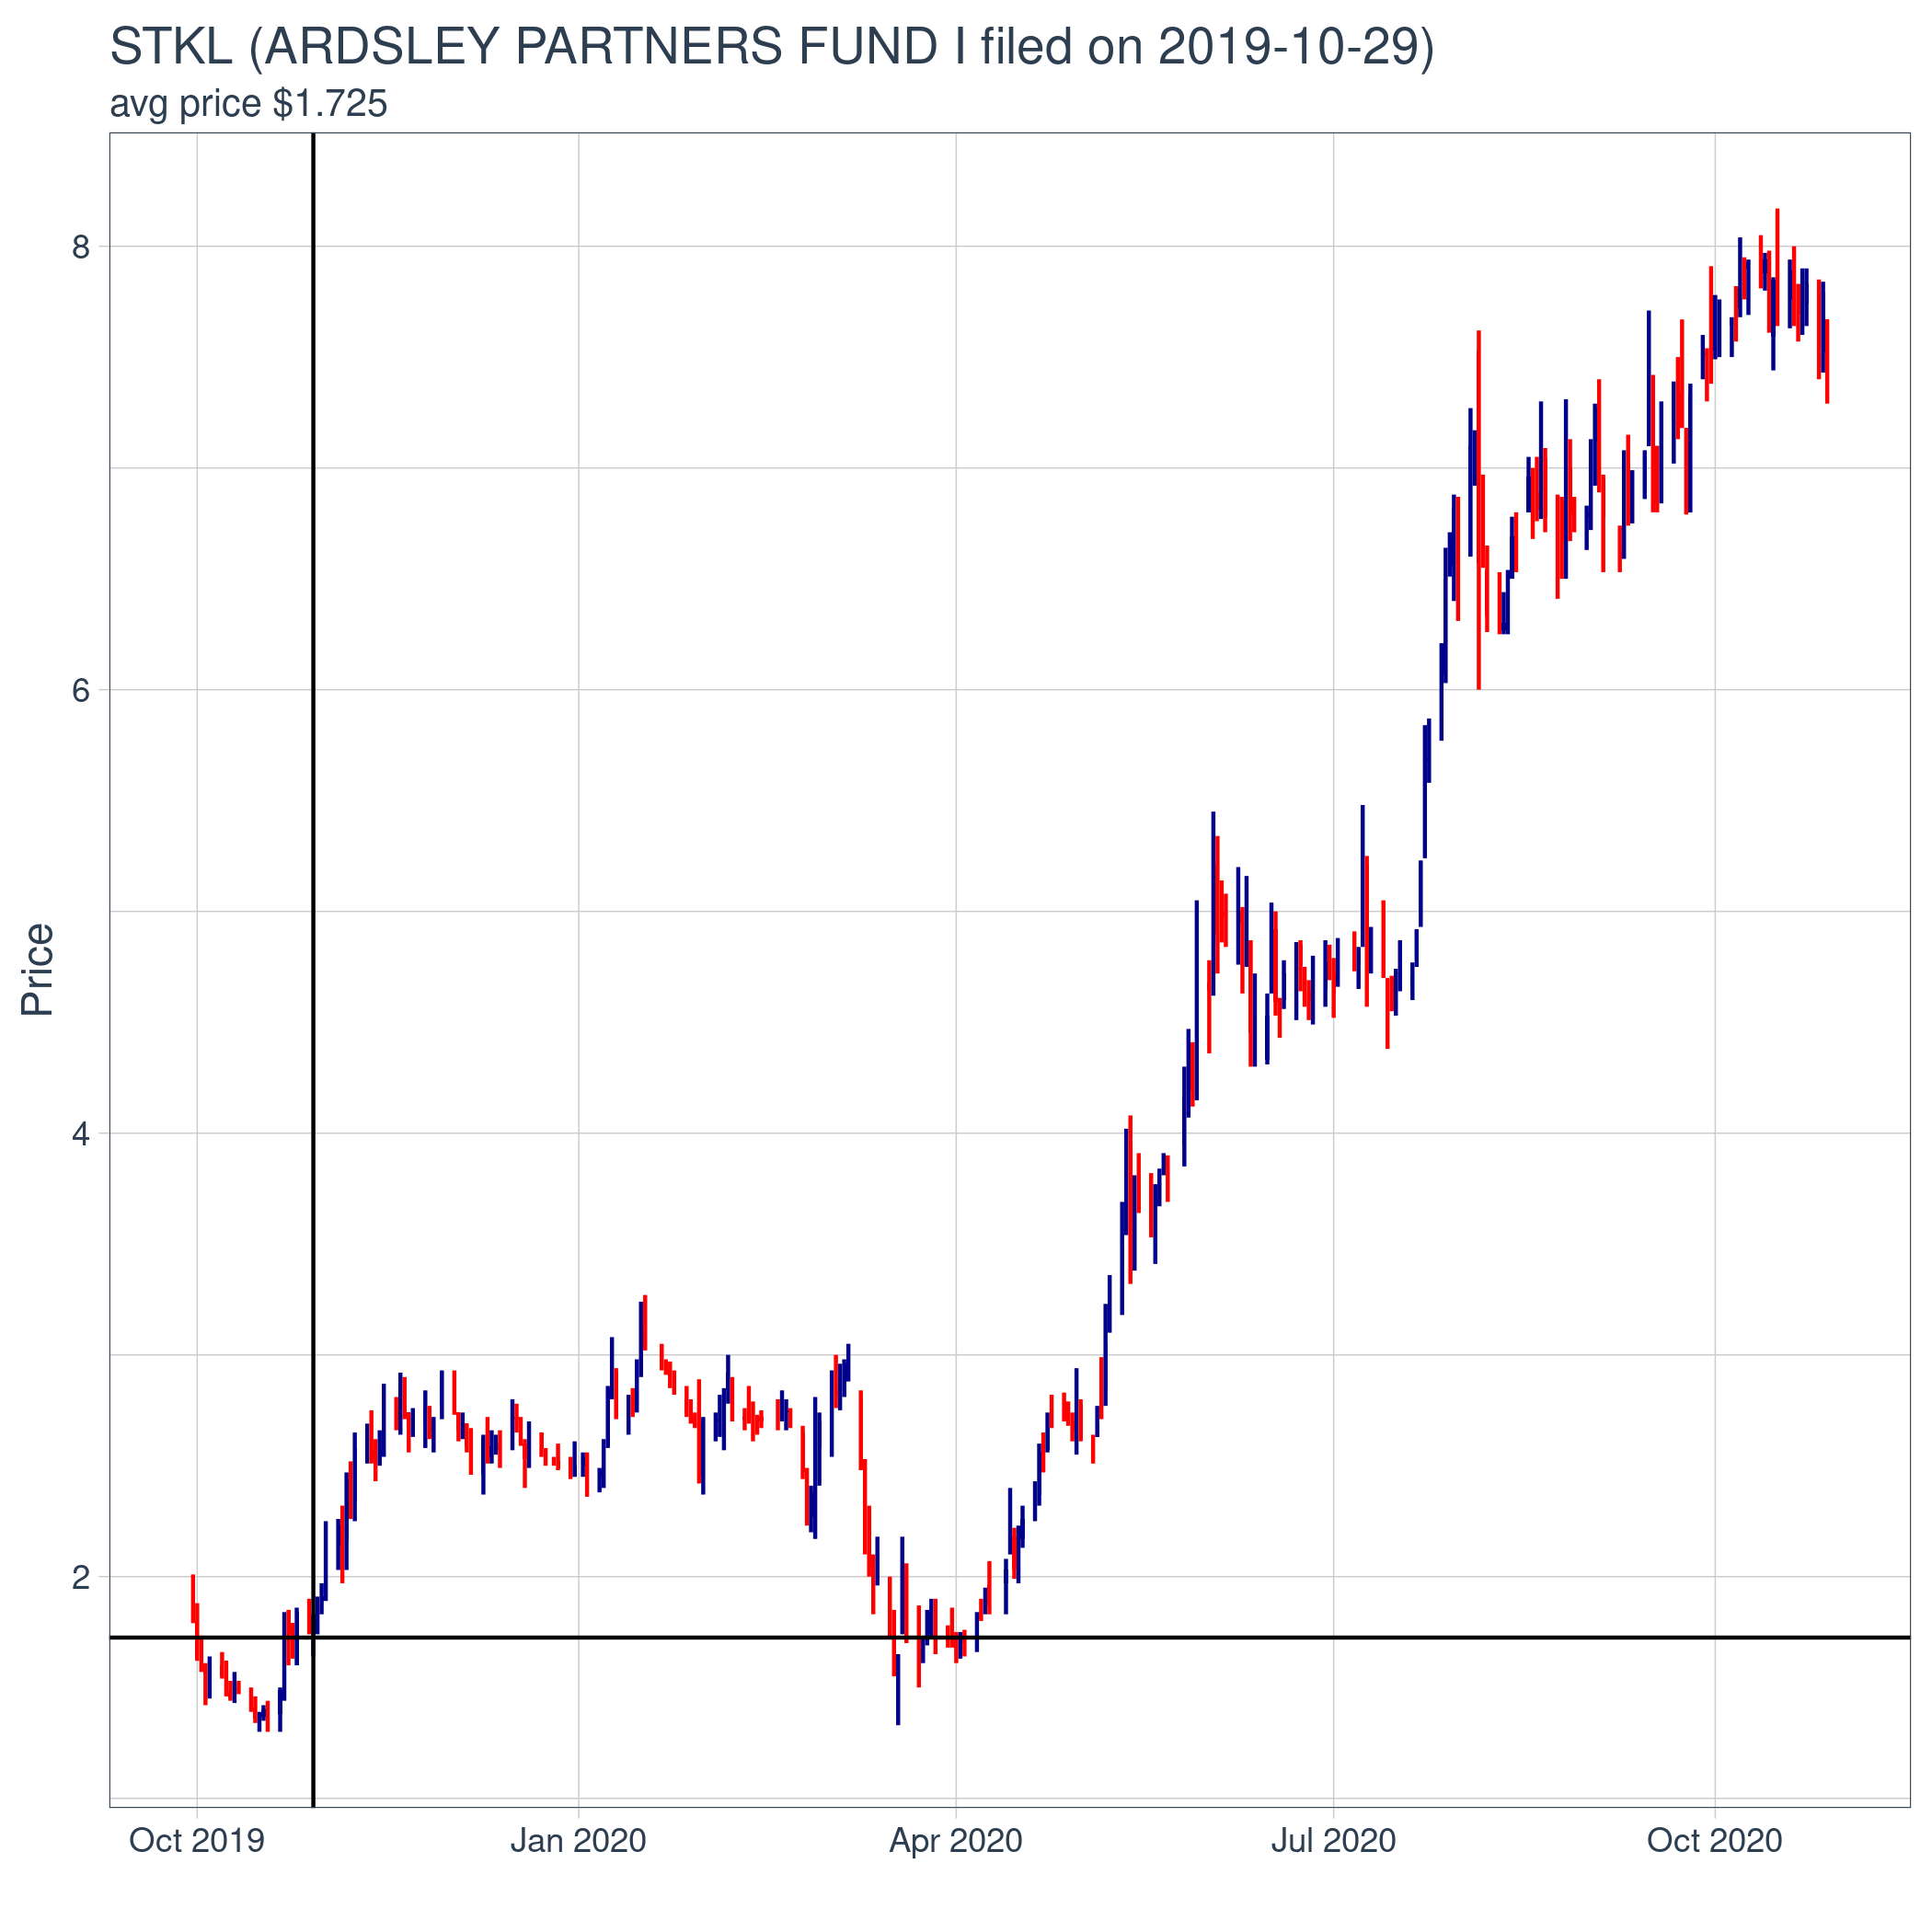 STKL (ARDSLEY PARTNERS FUND I filed on 2019-10-29)
avg price $1.725
8
6
4
2
Price
Oct 2019
Jan 2020
Apr 2020
Jul 2020
Oct 2020